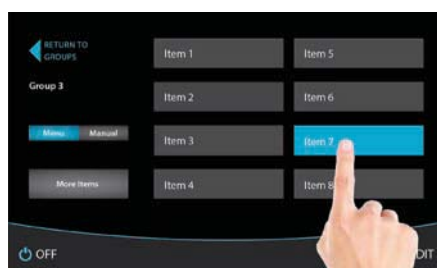 RETURN TO
GROUPS
Group 3
Menu Manual
More Items
Item 1
Item 2
Item 3
Item 4
Item 5
Item 6
Item 7
Item 8
OFF
DIT